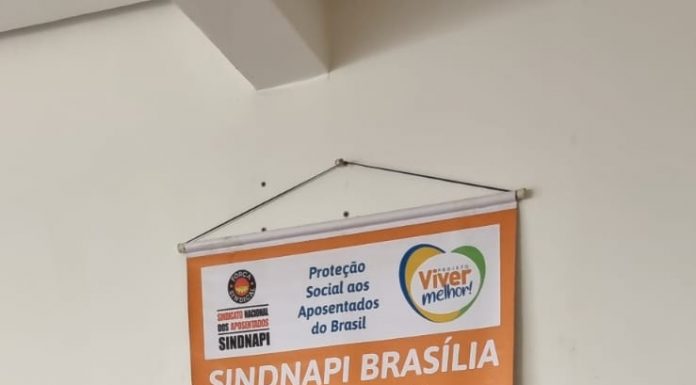 FORÇA
SINDICAL
SINDICATO NACIONAL
DOS APOSENTADOS
SINDNAPI
Proteção
Social aos
Aposentados
do Brasil
PROJETO
Viver
melhor!
SINDNAPI BRASÍLIA